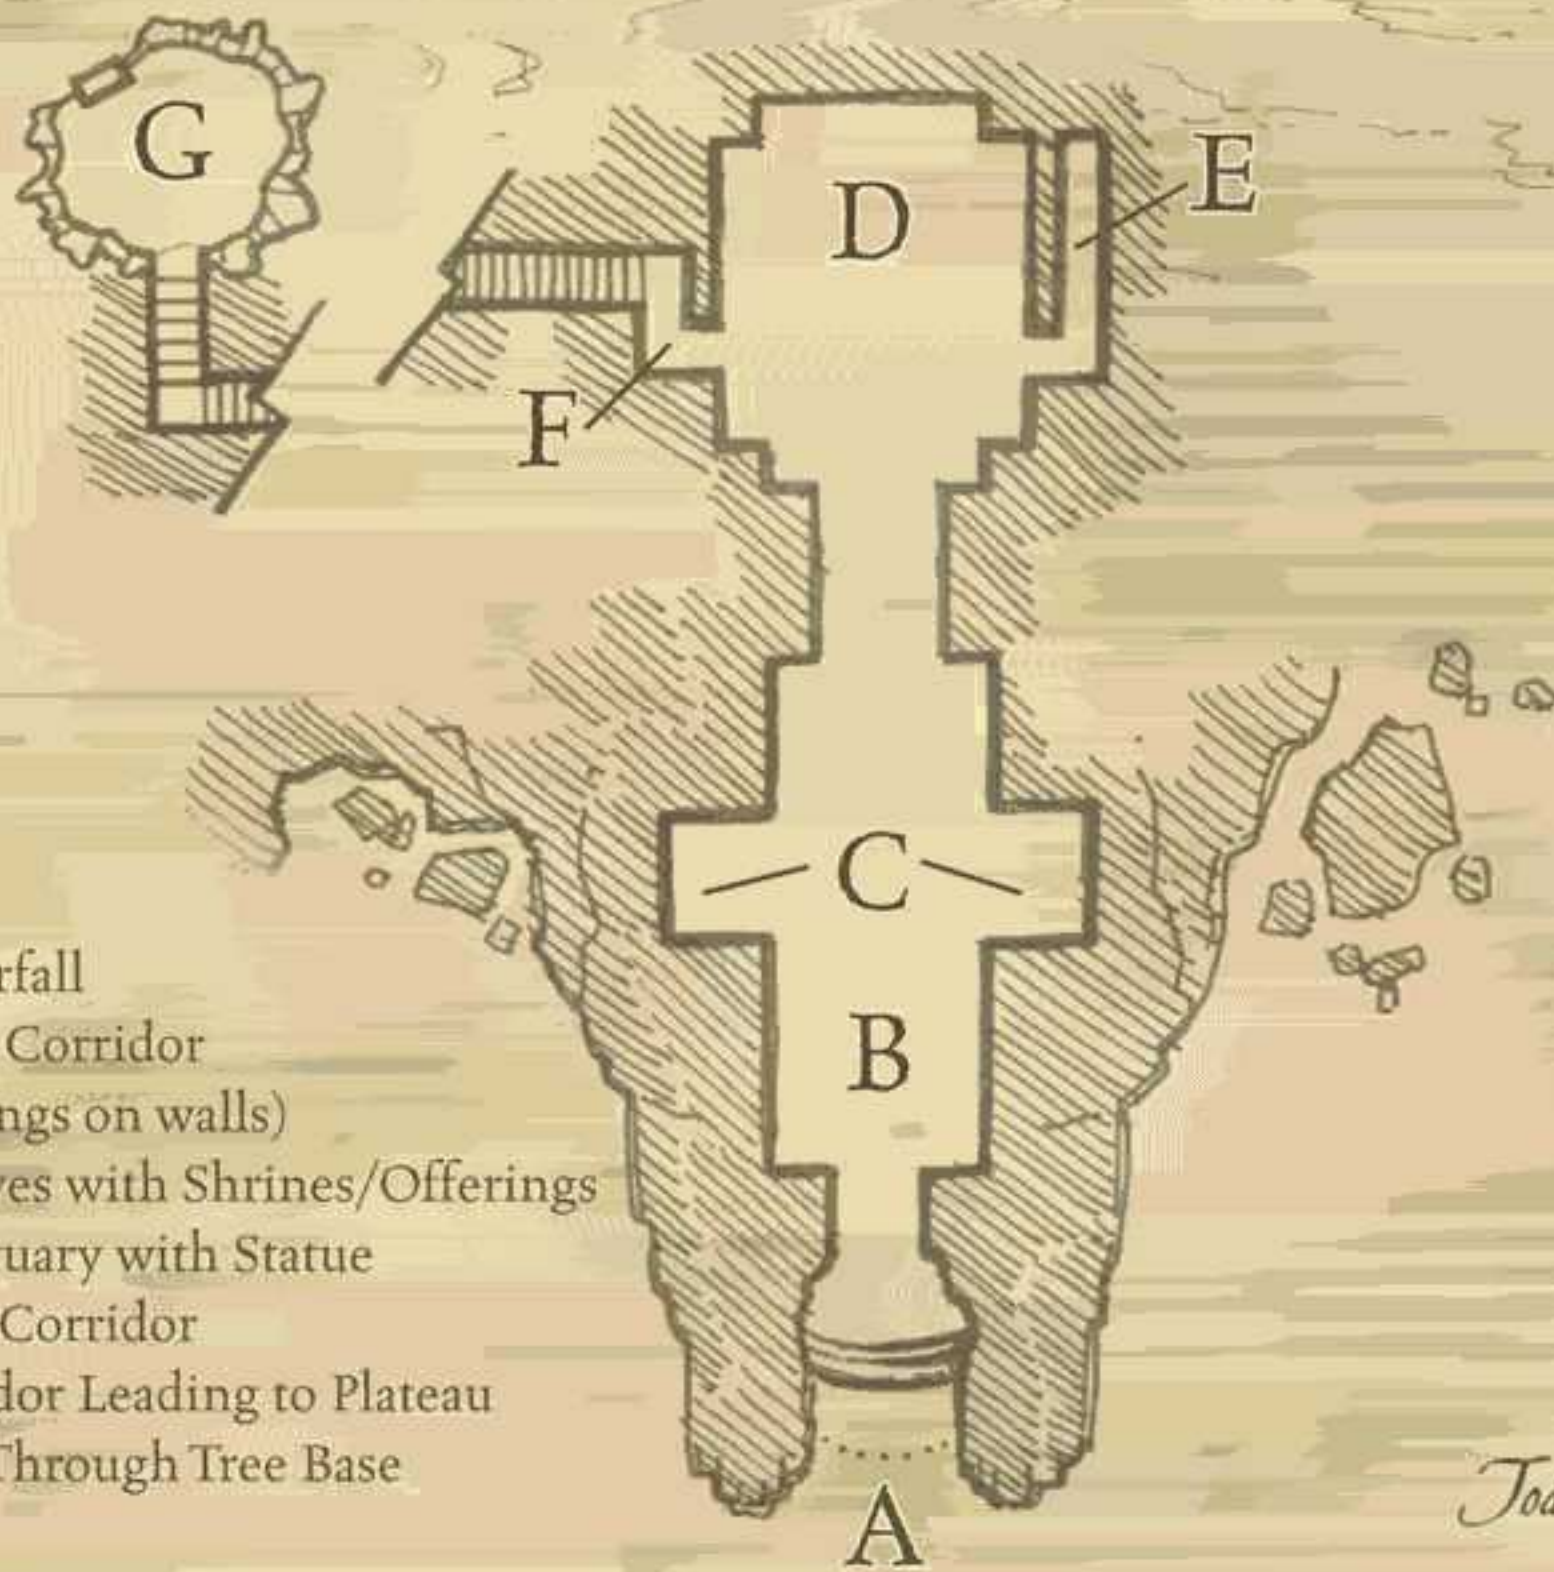 G
D
E
F
C
B
rfall
Corridor
ngs on walls)
ves with Shrines/Offerings
uary with Statue
Corridor
dor Leading to Plateau
Through Tree Base
A